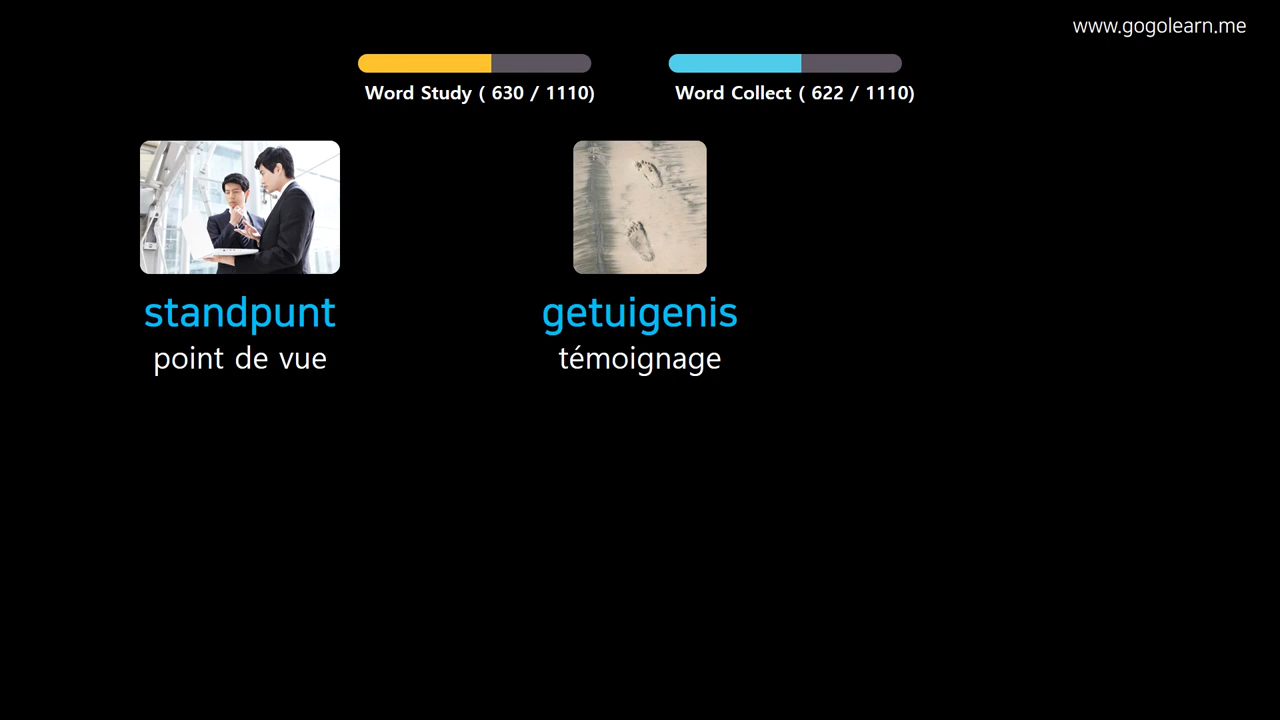 www.gogolearn.me
Word Study ( 630 / 1110)
Word Collect ( 622 / 1110)
standpunt
point de vue
getuigenis
témoignage